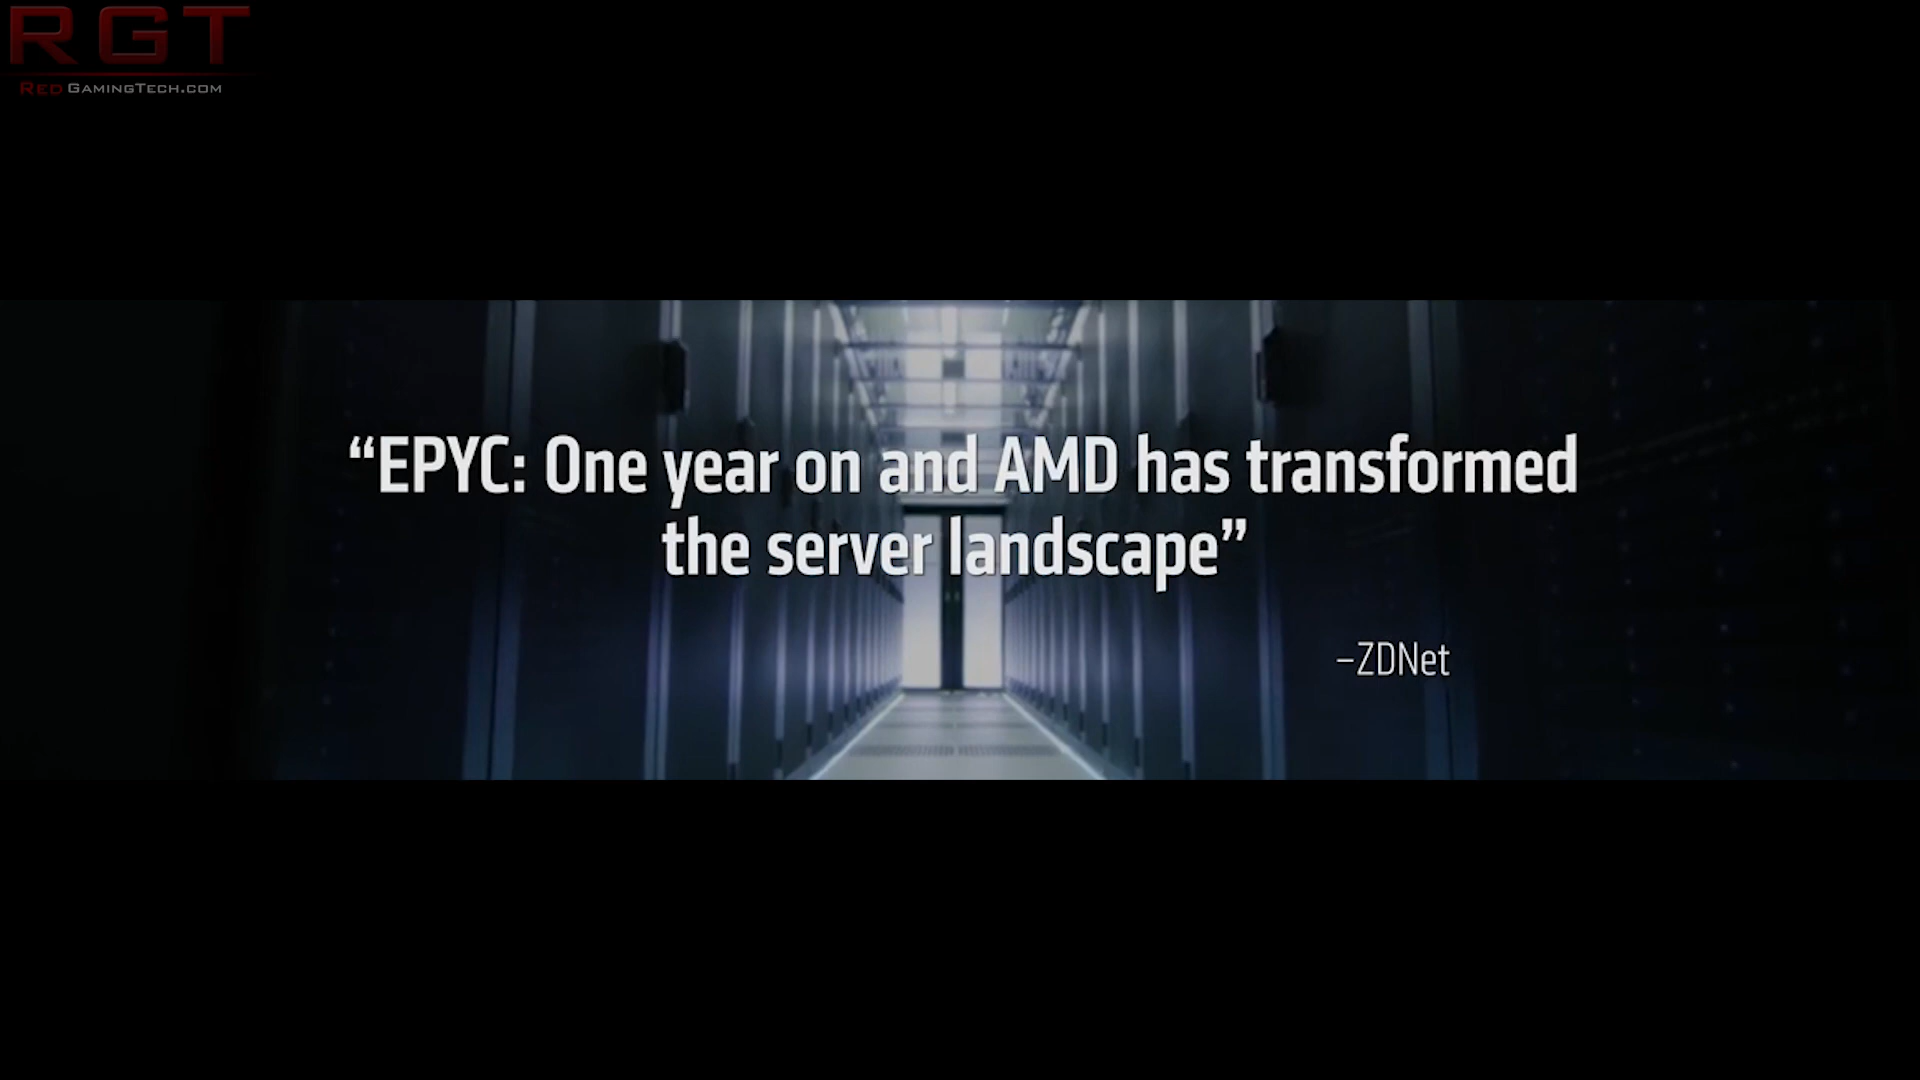 RGT
RED GAMINGTECH.COM
“EPYC: One year on and AMD has transformed
the server landscape”
–ZDNet